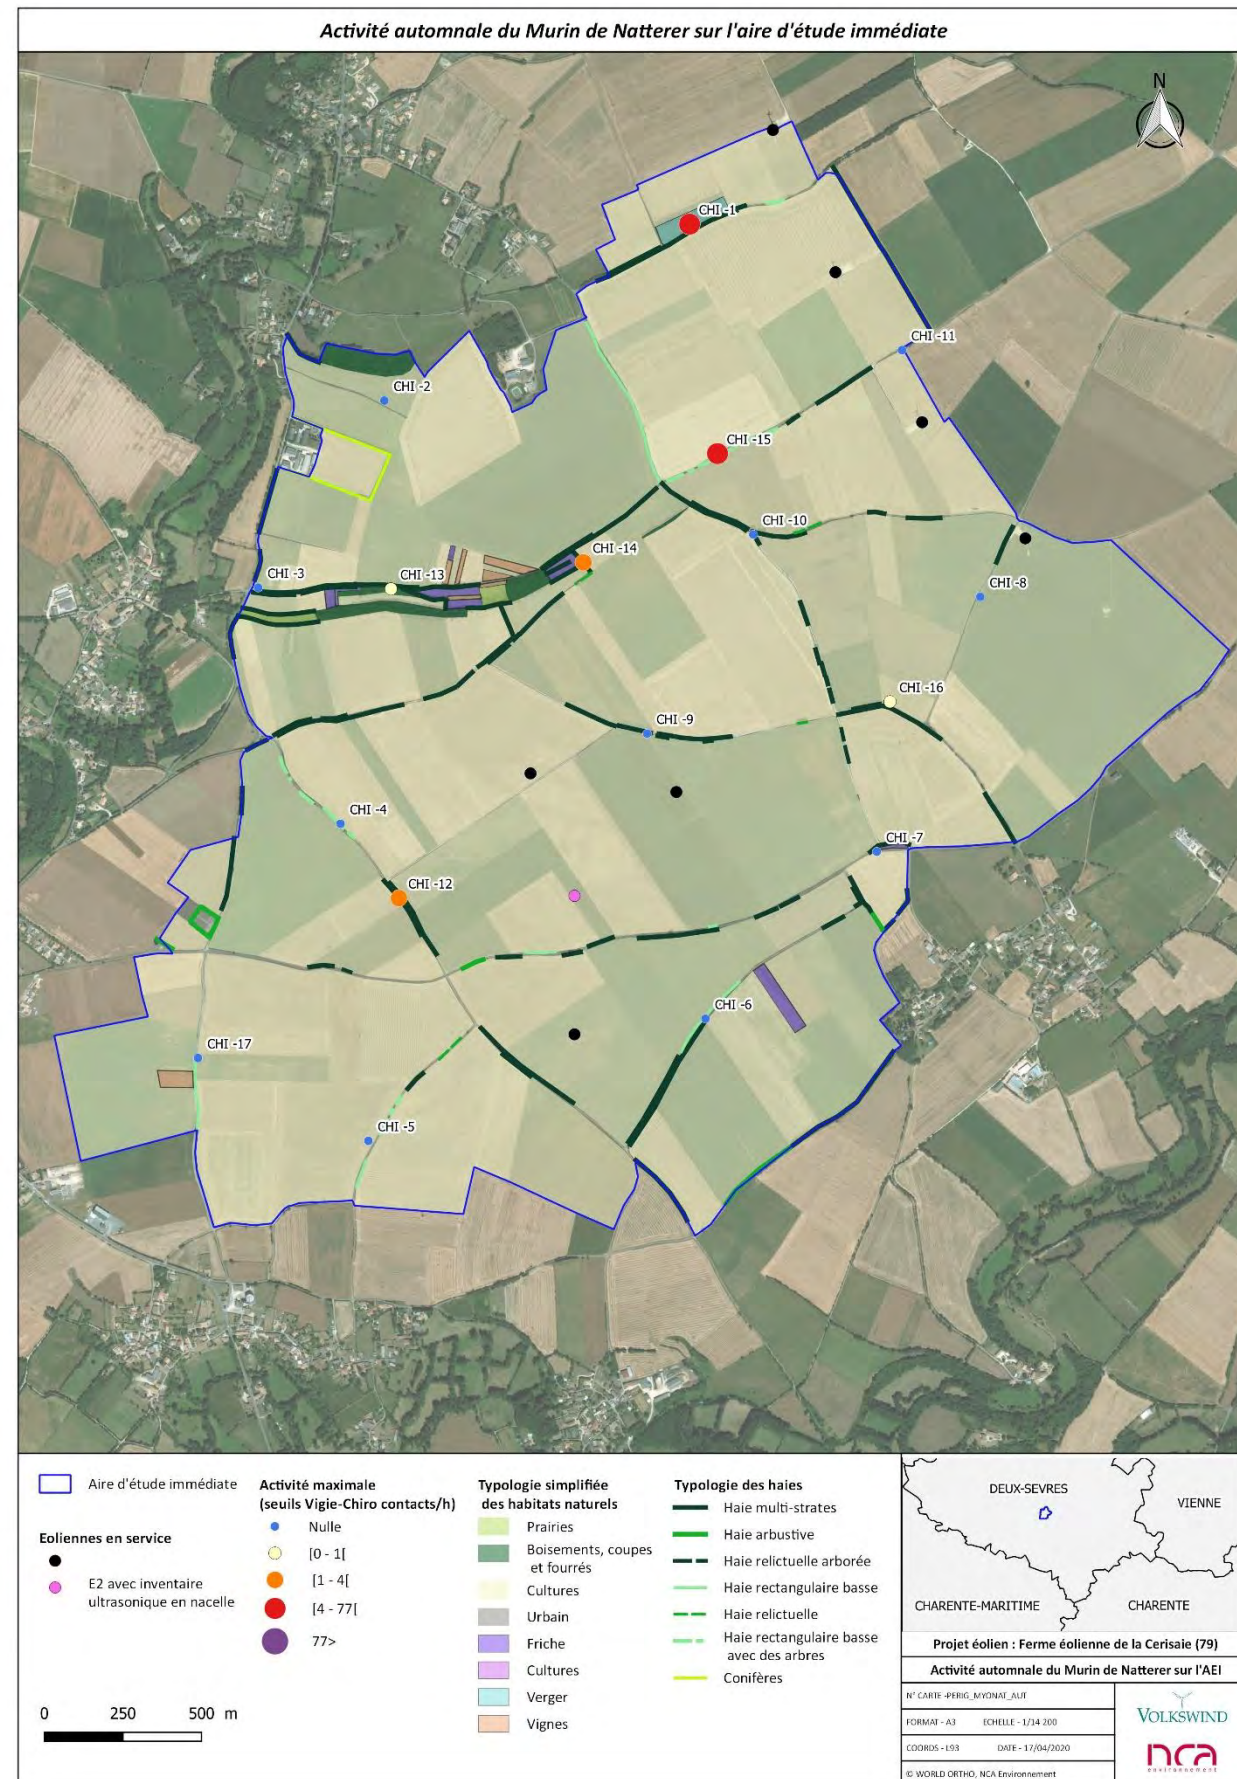 Activité automnale du Murin de Natterer sur l'aire d'étude immédiate
N
CHI -1
CHI -11
CHI -2
CHI -15
CHI -10
CHI -14
CHI -3
CHI -13
CHI -8
CHI -16
CHI -9
CHI -4
CHI -7
CHI -12
CHI -6
CHI -17
CHI -5
Aire d'étude immédiate
Eoliennes en service
E2 avec inventaire
ultrasonique en nacelle
0 250 500 m
Activité maximale
(seuils Vigie-Chiro contacts/h)
Nulle
[0 - 1[
[1 - 4[
[4 - 77[
77>
Typologie simplifiée
des habitats naturels
Prairies
Boisements, coupes
et fourrés
Cultures
Urbain
Friche
Cultures
Verger
Vignes
Typologie des haies
Haie multi-strates
Haie arbustive
Haie relictuelle arborée
Haie rectangulaire basse
Haie relictuelle
Haie rectangulaire basse
avec des arbres
Conifères
DEUX-SEVRES
VIENNE
CHARENTE-MARITIME
CHARENTE
Projet éolien : Ferme éolienne de la Cerisaie (79)
Activité automnale du Murin de Natterer sur l'AEI
N° CARTE -PERIG_MYONAT_AUT
FORMAT - A3 ECHELLE - 1/14 200
COORDS - L93 DATE - 17/04/2020
© WORLD ORTHO, NCA Environnement
VOLKSWIND
nca
environnement